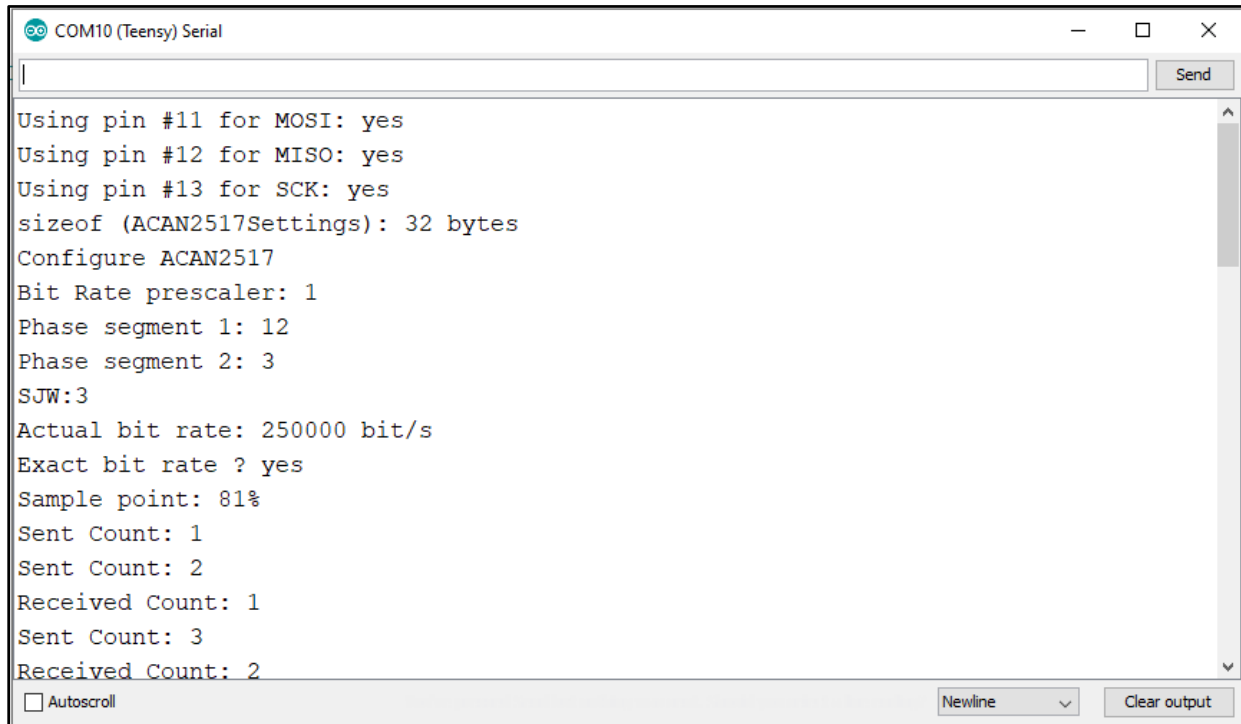 COM10 (Teensy) Serial
Send
Using pin #11 for MOSI: yes
Using pin #12 for MISO: yes
Using pin #13 for SCK: yes
sizeof (ACAN2517Settings): 32 bytes
Configure ACAN2517
Bit Rate prescaler: 1
Phase segment 1: 12
Phase segment 2: 3
SJW:3
Actual bit rate: 250000 bit/s
Exact bit rate ? yes
Sample point: 81%
Sent Count: 1
Sent Count: 2
Received Count: 1
Sent Count: 3
Received Count: 2
Autoscroll
Newline
Clear output